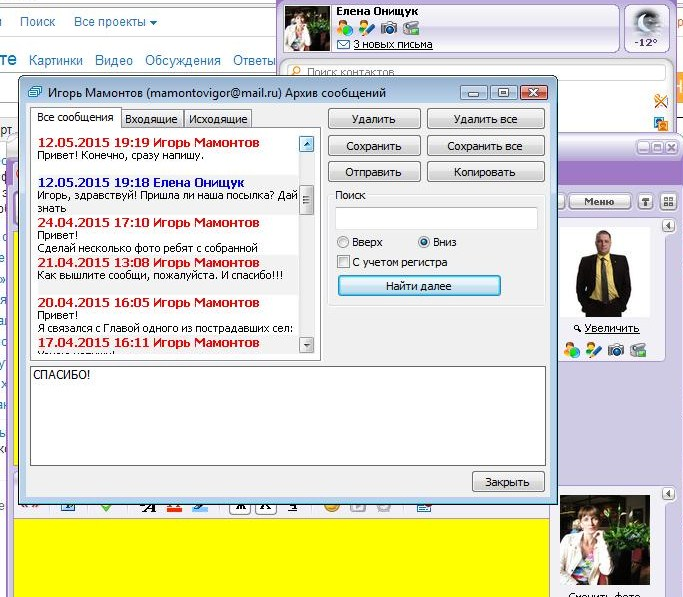 Поиск Все проекты
Картинки Видео Обсуждения Ответы
Елена Онищук
3 новых письма
-12°
Поиск контактов
Игорь Мамонтов (mamontovigor@mail.ru) Архив сообщений
Все сообщения Входящие Исходящие
12.05.2015 19:19 Игорь Мамонтов
Привет! Конечно, сразу напишу.
12.05.2015 19:18 Елена Онищук
Игорь, здравствуй! Пришла ли наша посылка? Дай
знать
24.04.2015 17:10 Игорь Мамонтов
Привет!
Сделай несколько фото ребят с собранной
21.04.2015 13:08 Игорь Мамонтов
Как вышлите сообщи, пожалуйста. И спасибо!!!
20.04.2015 16:05 Игорь Мамонтов
Привет!
Я связался с Главой одного из пострадавших сел:
17.04.2015 16:11 Игорь Мамонтов
Удалить Удалить все
Сохранить Сохранить все
Отправить Копировать
Поиск
Вверх Вниз
С учетом регистра
Найти далее
СПАСИБО!
Закрыть
Меню
Увеличить
Сменить фото